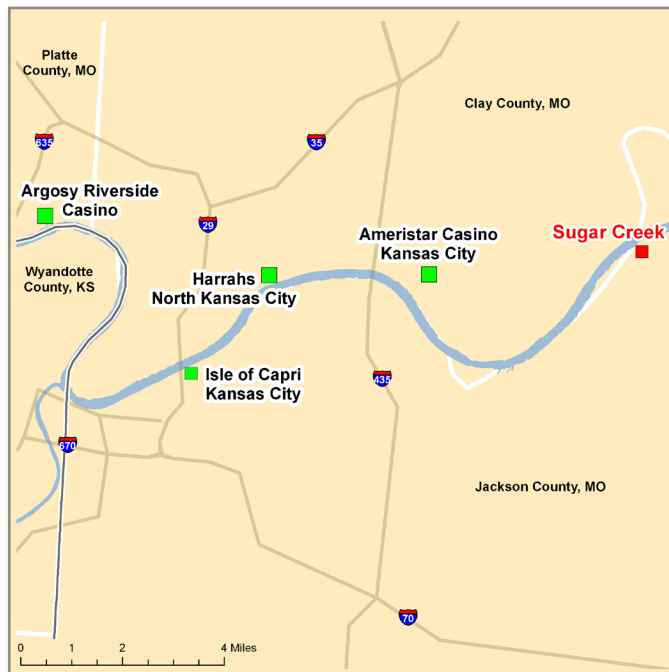 Platte
County, MO
Clay County, MO
635
35
Argosy Riverside
Casino
29
Ameristar Casino
Kansas City
Sugar Creek
Wyandotte
County, KS
Harrahs
North Kansas City
Isle of Capri
Kansas City
435
670
Jackson County, MO
70
0 1 2 4 Miles